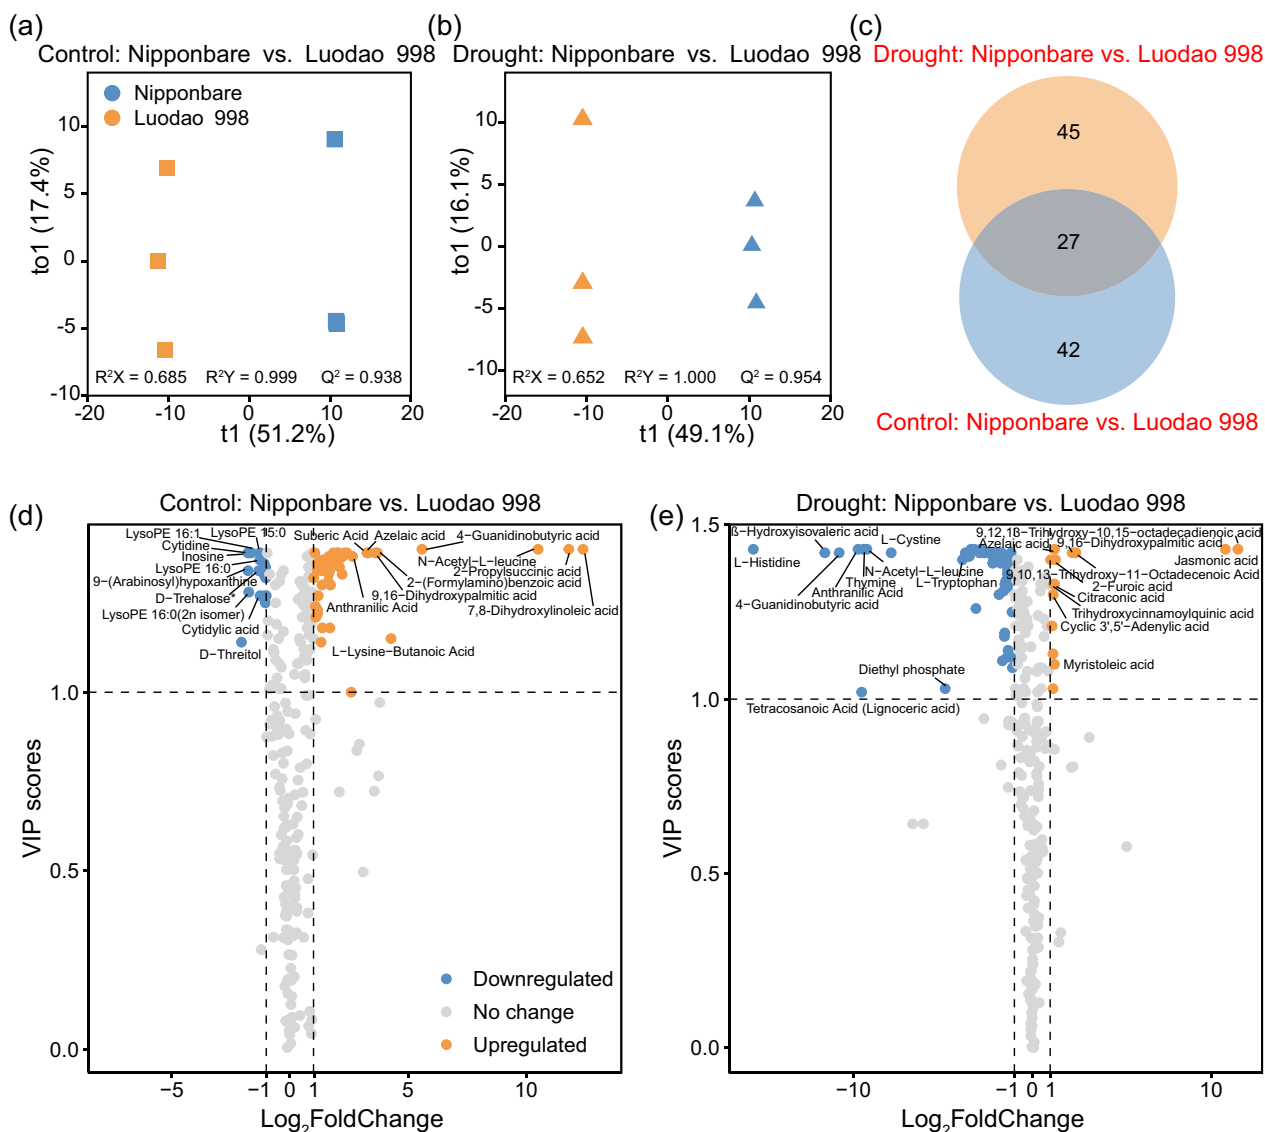 (a)
Control: Nipponbare vs. Luodao 998
Nipponbare
Luodao 998
to1 (17.4%)
10
5
0
-5
-10
R²X = 0.685 R²Y = 0.999 Q² = 0.938
-20 -10 0 10 20
t1 (51.2%)
(b)
Drought: Nipponbare vs. Luodao 998
to1 (16.1%)
10
5
0
-5
-10
R²X = 0.652 R²Y = 1.000 Q² = 0.954
-20 -10 0 10 20
t1 (49.1%)
(c)
Drought: Nipponbare vs. Luodao 998
45
27
42
Control: Nipponbare vs. Luodao 998
(d)
Control: Nipponbare vs. Luodao 998
LysoPE 16:1
LysoPE 15:0
Cytidine
Inosine
LysoPE 16:0
9−(Arabinosyl)hypoxanthine
D−Trehalose*
LysoPE 16:0(2n isomer)
Cytidylic acid
D−Threitol
Suberic Acid
Azelaic acid
4−Guanidinobutyric acid
N−Acetyl−L−leucine
2−Propylsuccinic acid
2−(Formylamino)benzoic acid
9,16−Dihydroxypalmitic acid
Anthranilic Acid
7,8−Dihydroxylinoleic acid
L−Lysine−Butanoic Acid
VIP scores
1.0
0.5
0.0
Downregulated
No change
Upregulated
−5 −1 0 1 5 10
Log₂FoldChange
(e)
Drought: Nipponbare vs. Luodao 998
ß−Hydroxyisovaleric acid
L−Cystine
L−Histidine
N−Acetyl−L−leucine
Thymine
L−Tryptophan
Anthranilic Acid
4−Guanidinobutyric acid
Diethyl phosphate
Tetracosanoic Acid (Lignoceric acid)
9,12,13−Trihydroxy−10,15−octadecadienoic acid
Azelaic acid
9,16−Dihydroxypalmitic acid
Jasmonic acid
9,10,13−Trihydroxy−11−Octadecenoic Acid
2−Furoic acid
Citraconic acid
Trihydroxycinnamoylquinic acid
Cyclic 3',5'−Adenylic acid
Myristoleic acid
VIP scores
1.5
1.0
0.5
0.0
−10 −1 0 1 10
Log₂FoldChange